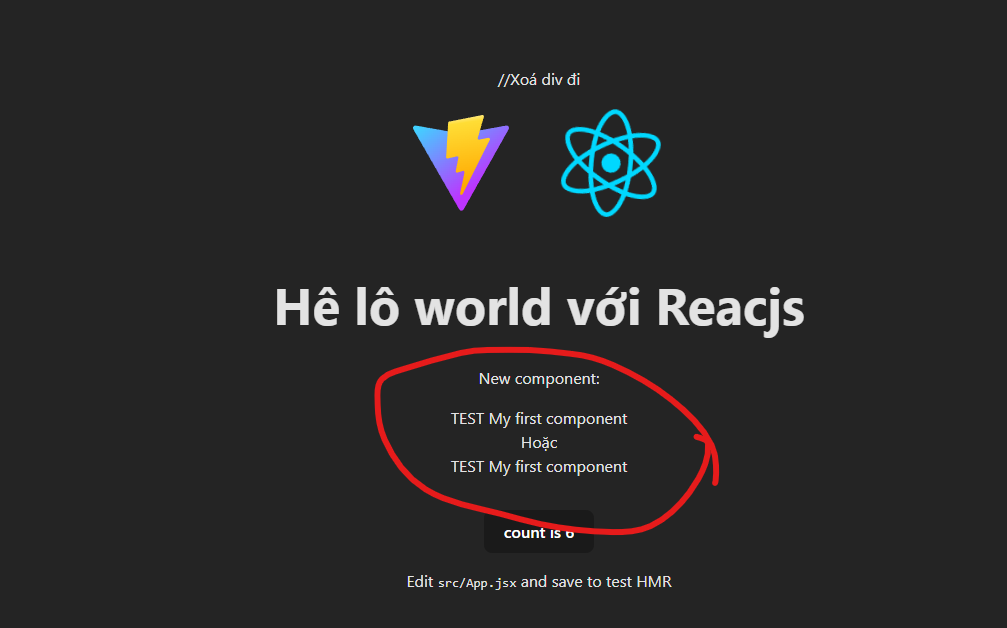 //Xoá div đi
Hê lô world với Reacjs
New component:
TEST My first component
Hoặc
TEST My first component
count is 6
Edit src/App.jsx and save to test HMR